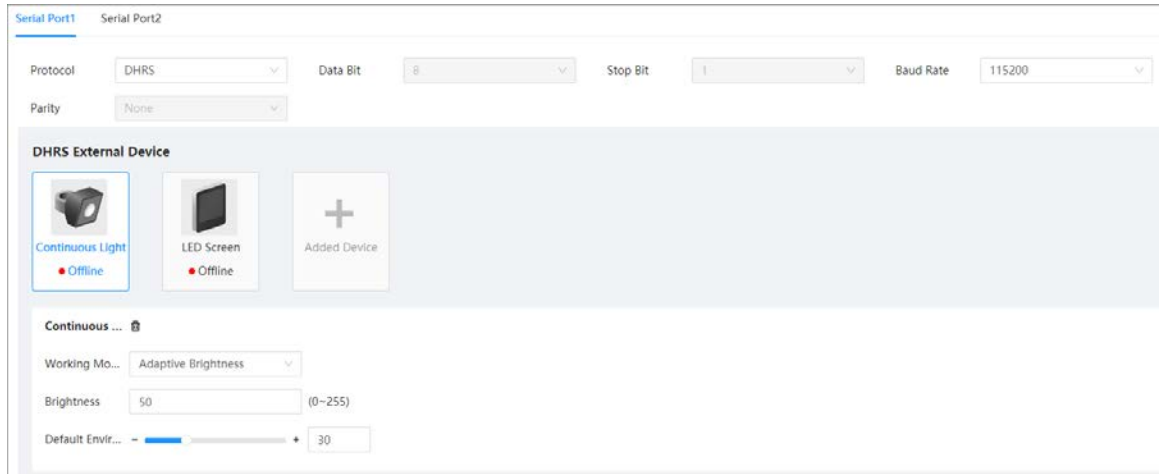 Serial Port1 Serial Port2
Protocol DHRS Data Bit 8 Stop Bit 1 Baud Rate 115200
Parity None
DHRS External Device
Continuous Light LED Screen Added Device
Offline Offline
Continuous ...
Working Mo... Adaptive Brightness
Brightness 50 (0~255)
Default Envir... - + 30